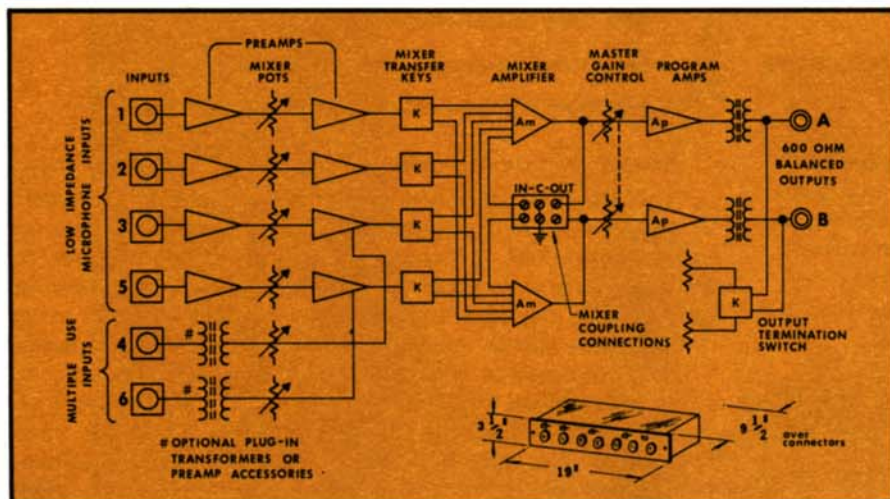 PREAMPS
INPUTS
MIXER
POTS
MIXER
TRANSFER
KEYS
MIXER
AMPLIFIER
MASTER
GAIN
CONTROL
PROGRAM
AMPS
LOW IMPEDANCE
MICROPHONE INPUTS
1
K
Am
Ap
A
2
K
600 OHM
BALANCED
OUTPUTS
IN-C-OUT
3
K
Ap
B
5
K
Am
K
MULTIPLE USE
INPUTS
4
#
MIXER
COUPLING
CONNECTIONS
OUTPUT
TERMINATION
SWITCH
6
#
# OPTIONAL PLUG-IN
TRANSFORMERS OR
PREAMP ACCESSORIES
3 1/2"
19"
9 1/2"
over
connectors